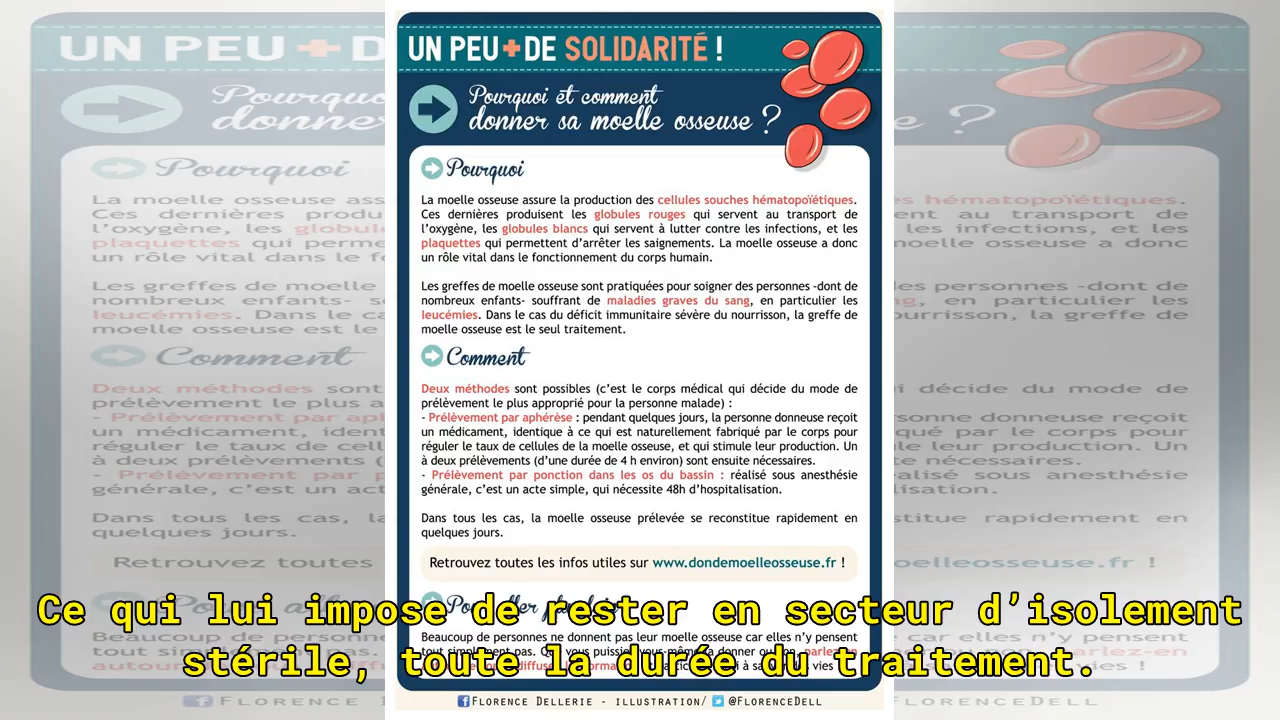 UN PEU + DE SOLIDARITÉ !
Pourquoi et comment
donner sa moelle osseuse ?
Pourquoi
La moelle osseuse assure la production des cellules souches hématopoïétiques.
Ces dernières produisent les globules rouges qui servent au transport de
l'oxygène, les globules blancs qui servent à lutter contre les infections, et les
plaquettes qui permettent d'arrêter les saignements. La moelle osseuse a donc
un rôle vital dans le fonctionnement du corps humain.
Les greffes de moelle osseuse sont pratiquées pour soigner des personnes -dont de
nombreux enfants- souffrant de maladies graves du sang, en particulier les
leucémies. Dans le cas du déficit immunitaire sévère du nourrisson, la greffe de
moelle osseuse est le seul traitement.
Comment
Deux méthodes sont possibles (c'est le corps médical qui décide du mode de
prélèvement le plus approprié pour la personne malade) :
- Prélèvement par aphérèse : pendant quelques jours, la personne donneuse reçoit
un médicament, identique à ce qui est naturellement fabriqué par le corps pour
réguler le taux de cellules de la moelle osseuse, et qui stimule leur production. Un
à deux prélèvements (d'une durée de 4 h environ) sont ensuite nécessaires.
- Prélèvement par ponction dans les os du bassin : réalisé sous anesthésie
générale, c'est un acte simple, qui nécessite 48h d'hospitalisation.
Dans tous les cas, la moelle osseuse prélevée se reconstitue rapidement en
quelques jours.
Retrouvez toutes les infos utiles sur www.dondemoelleosseuse.fr !
Ce qui lui impose de rester en secteur d'isolement
stérile, toute la durée du traitement.
Beaucoup de personnes ne donnent pas leur moelle osseuse car elles n'y pensent
FLORENCE DELLERIE - ILLUSTRATION/ @FLORENCEDELL